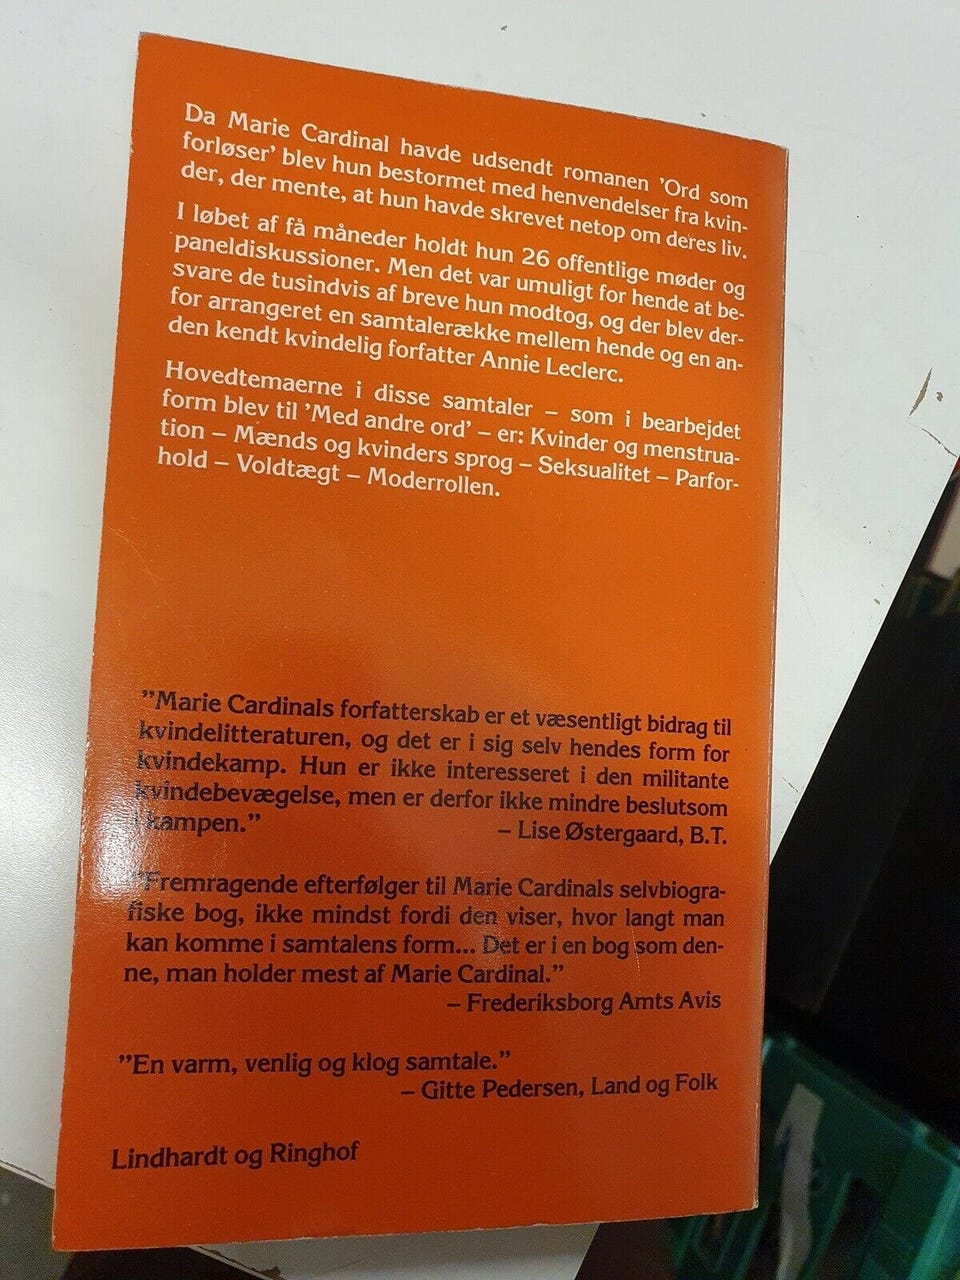 Da Marie Cardinal havde udsendt romanen 'Ord som
forløser' blev hun bestormet med henvendelser fra kvin-
der, der mente, at hun havde skrevet netop om deres liv.
I løbet af få måneder holdt hun 26 offentlige møder og
paneldiskussioner. Men det var umuligt for hende at be-
svare de tusindvis af breve hun modtog, og der blev der-
for arrangeret en samtalerække mellem hende og en an-
den kendt kvindelig forfatter Annie Leclerc.
Hovedtemaerne i disse samtaler – som i bearbejdet
form blev til 'Med andre ord' – er: Kvinder og menstrua-
tion – Mænds og kvinders sprog – Seksualitet – Parfor-
hold – Voldtægt – Moderrollen.
”Marie Cardinals forfatterskab er et væsentligt bidrag til
kvindelitteraturen, og det er i sig selv hendes form for
kvindekamp. Hun er ikke interesseret i den militante
kvindebevægelse, men er derfor ikke mindre beslutsom
i kampen.” – Lise Østergaard, B.T.
”Fremragende efterfølger til Marie Cardinals selvbiogra-
fiske bog, ikke mindst fordi den viser, hvor langt man
kan komme i samtalens form... Det er i en bog som den-
ne, man holder mest af Marie Cardinal.”
– Frederiksborg Amts Avis
”En varm, venlig og klog samtale.”
– Gitte Pedersen, Land og Folk
Lindhardt og Ringhof